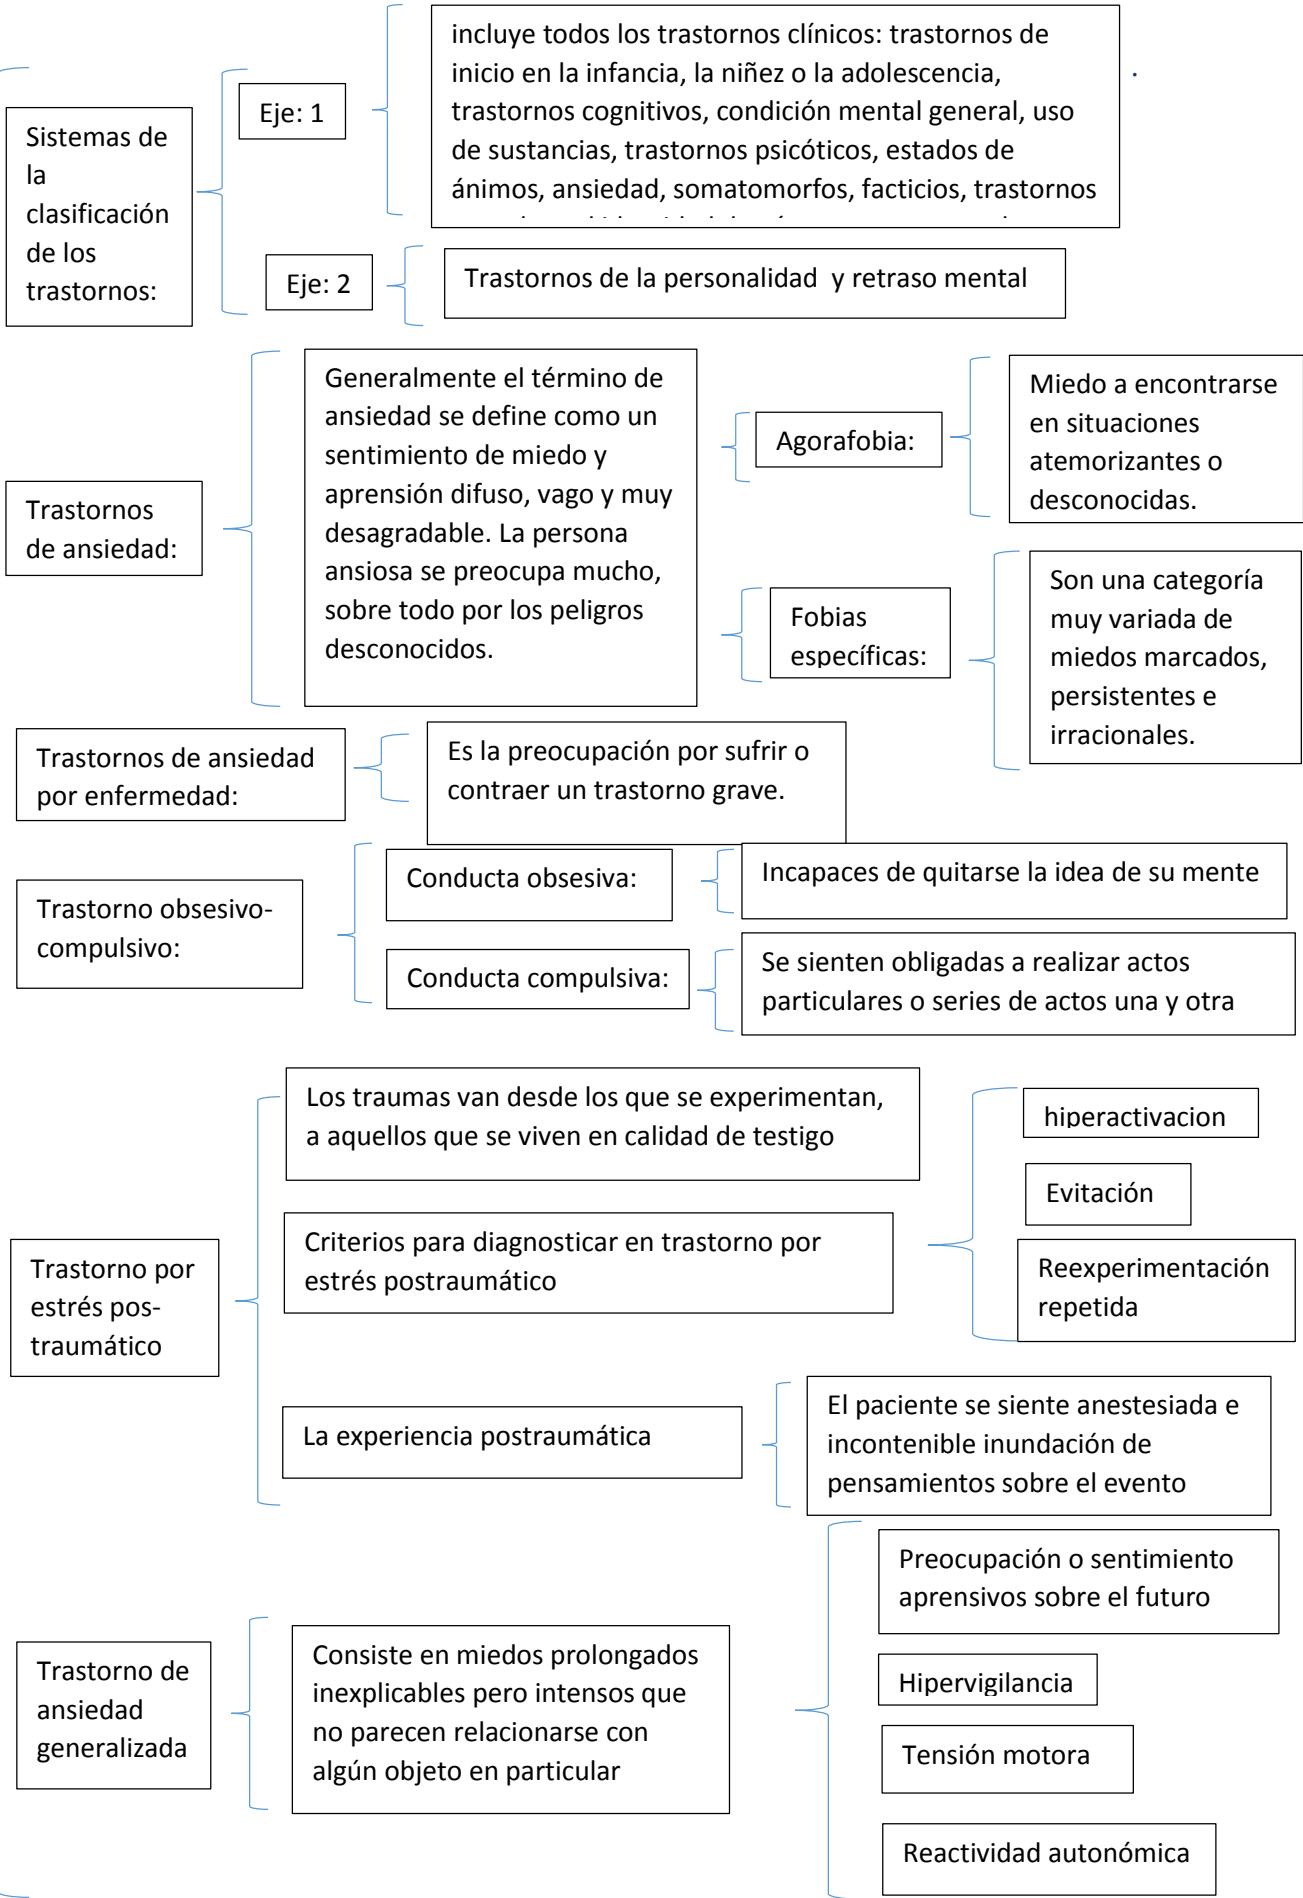 Sistemas de
la
clasificación
de los
trastornos:
Eje: 1
incluye todos los trastornos clínicos: trastornos de
inicio en la infancia, la niñez o la adolescencia,
trastornos cognitivos, condición mental general, uso
de sustancias, trastornos psicóticos, estados de
ánimos, ansiedad, somatomorfos, facticios, trastornos
Eje: 2
Trastornos de la personalidad y retraso mental
Trastornos
de ansiedad:
Generalmente el término de
ansiedad se define como un
sentimiento de miedo y
aprensión difuso, vago y muy
desagradable. La persona
ansiosa se preocupa mucho,
sobre todo por los peligros
desconocidos.
Agorafobia:
Miedo a encontrarse
en situaciones
atemorizantes o
desconocidas.
Fobias
específicas:
Son una categoría
muy variada de
miedos marcados,
persistentes e
irracionales.
Trastornos de ansiedad
por enfermedad:
Es la preocupación por sufrir o
contraer un trastorno grave.
Trastorno obsesivo-
compulsivo:
Conducta obsesiva:
Incapaces de quitarse la idea de su mente
Conducta compulsiva:
Se sienten obligadas a realizar actos
particulares o series de actos una y otra
Trastorno por
estrés pos-
traumático
Los traumas van desde los que se experimentan,
a aquellos que se viven en calidad de testigo
Criterios para diagnosticar en trastorno por
estrés postraumático
hiperactivacion
Evitación
Reexperimentación
repetida
La experiencia postraumática
El paciente se siente anestesiada e
incontenible inundación de
pensamientos sobre el evento
Trastorno de
ansiedad
generalizada
Consiste en miedos prolongados
inexplicables pero intensos que
no parecen relacionarse con
algún objeto en particular
Preocupación o sentimiento
aprensivos sobre el futuro
Hipervigilancia
Tensión motora
Reactividad autonómica